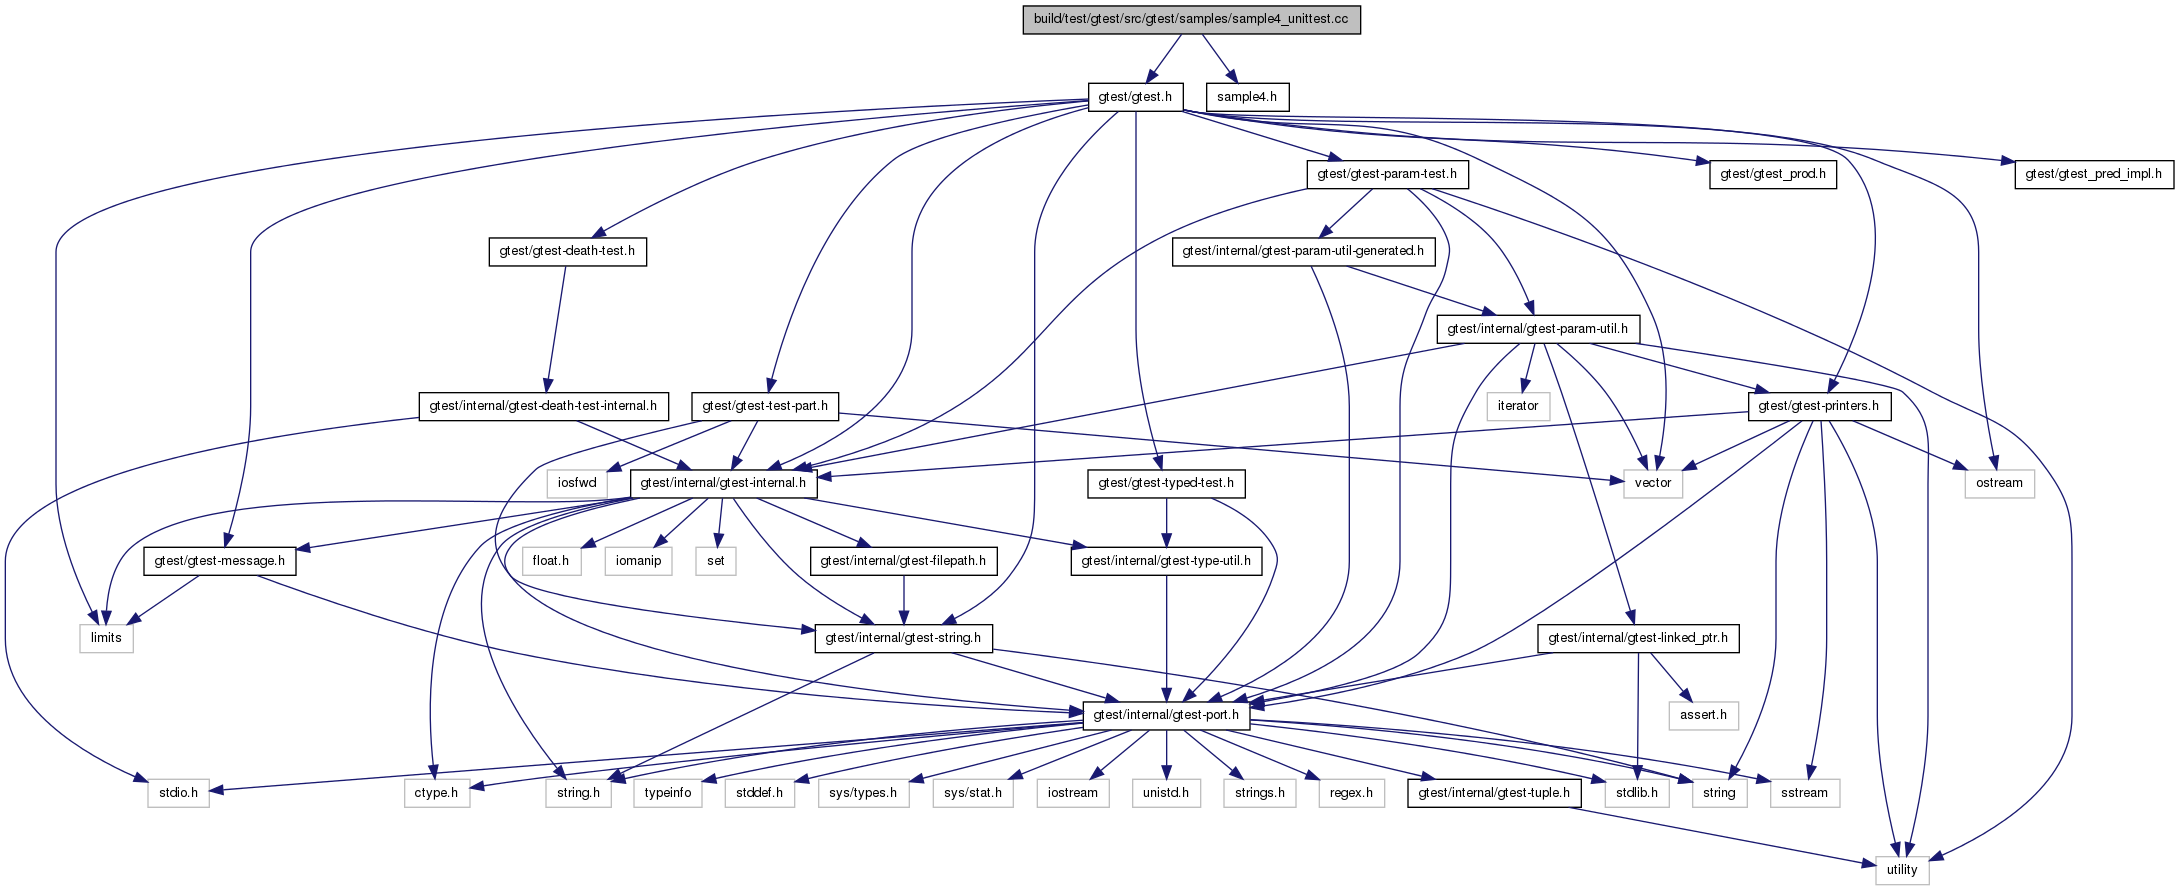 build/test/gtest/src/gtest/samples/sample4_unittest.cc
gtest/gtest.h
sample4.h
gtest/gtest-param-test.h
gtest/gtest_prod.h
gtest/gtest_pred_impl.h
gtest/gtest-death-test.h
gtest/internal/gtest-param-util-generated.h
gtest/internal/gtest-param-util.h
gtest/internal/gtest-death-test-internal.h
gtest/gtest-test-part.h
iterator
gtest/gtest-printers.h
iosfwd
gtest/internal/gtest-internal.h
gtest/gtest-typed-test.h
vector
ostream
gtest/gtest-message.h
float.h
iomanip
set
gtest/internal/gtest-filepath.h
gtest/internal/gtest-type-util.h
limits
gtest/internal/gtest-string.h
gtest/internal/gtest-linked_ptr.h
gtest/internal/gtest-port.h
assert.h
stdio.h
ctype.h
string.h
typeinfo
stddef.h
sys/types.h
sys/stat.h
iostream
unistd.h
strings.h
regex.h
gtest/internal/gtest-tuple.h
stdlib.h
string
sstream
utility